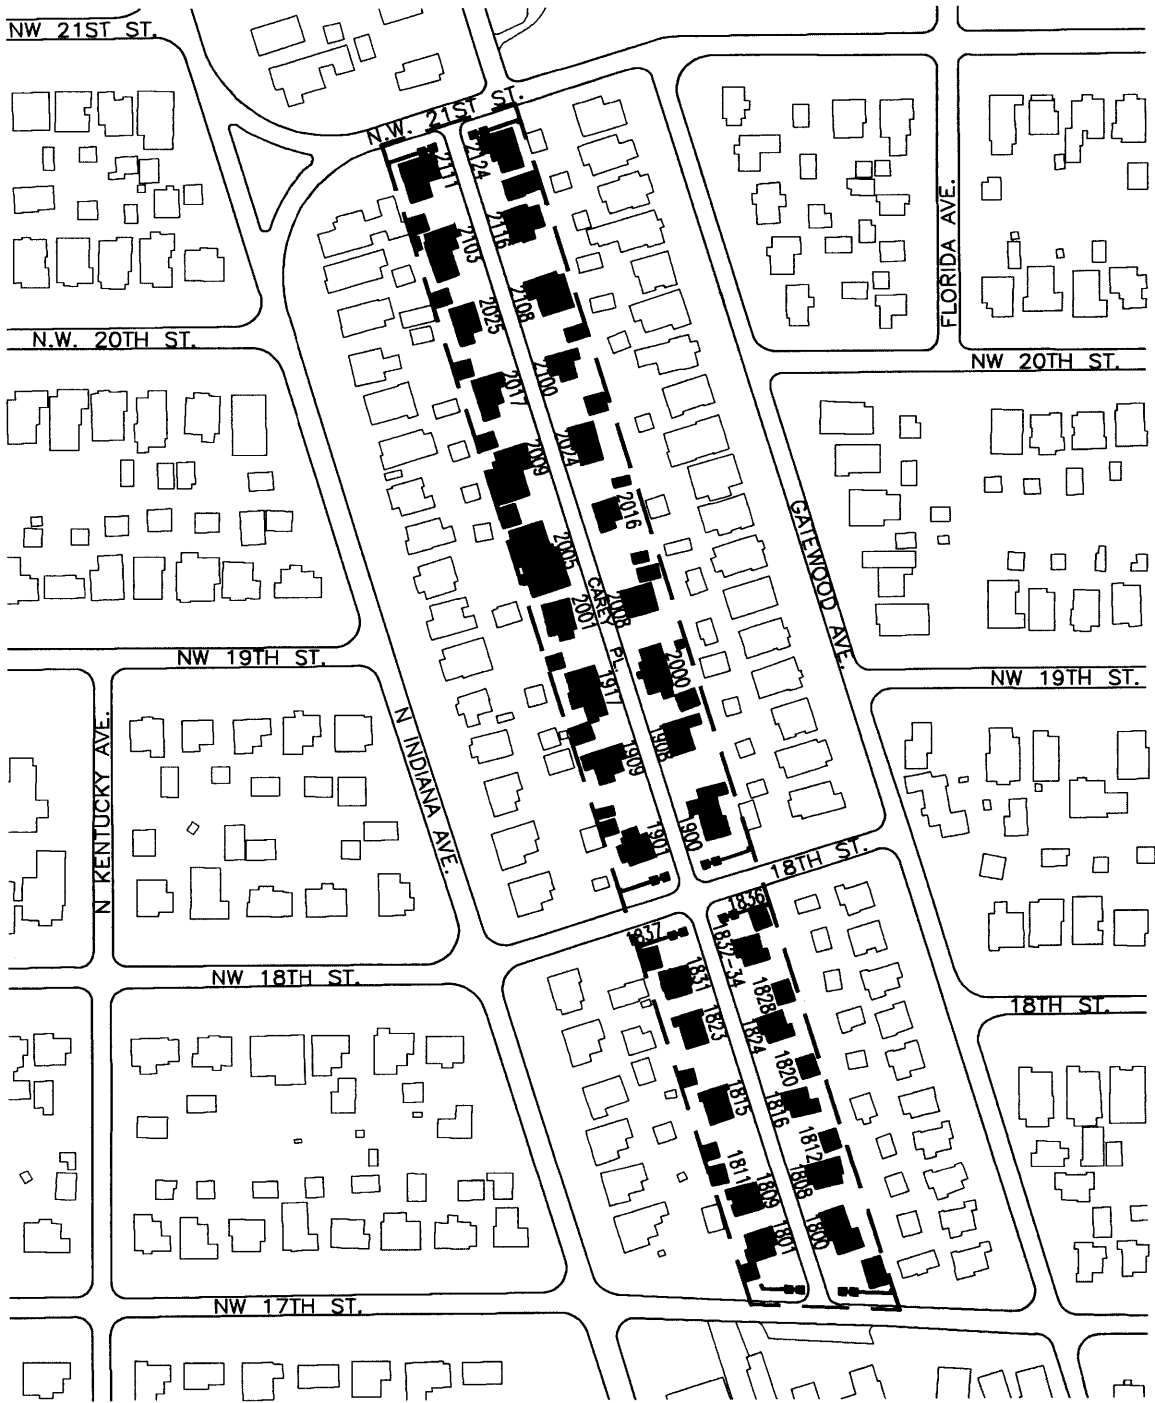 NW 21ST ST.
N.W. 21ST ST.
2111
2124
2103
2116
FLORIDA AVE.
2025
2108
N.W. 20TH ST.
NW 20TH ST.
2017
2100
2009
2024
2016
GATEWOOD AVE.
2005
CAREY PL.
2001
2008
NW 19TH ST.
NW 19TH ST.
1917
2000
N KENTUCKY AVE.
N INDIANA AVE.
1909
1908
1901
1900
18TH ST.
1836
1837
1832-34
NW 18TH ST.
1831
1828
18TH ST.
1823
1824
1820
1815
1816
1812
1811
1809
1808
1801
1800
NW 17TH ST.